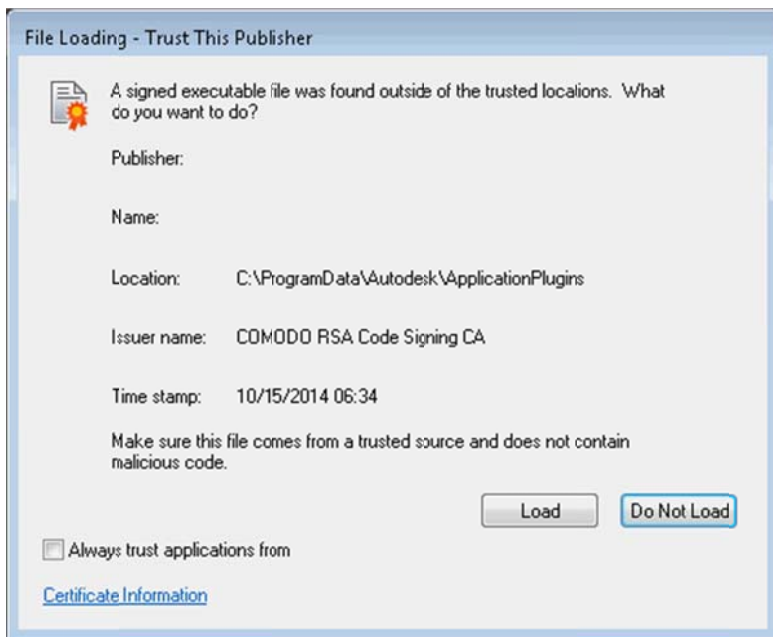 File Loading - Trust This Publisher
A signed executable file was found outside of the trusted locations. What
do you want to do?
Publisher:
Name:
Location: C:\ProgramData\Autodesk\ApplicationPlugins
Issuer name: COMODO RSA Code Signing CA
Time stamp: 10/15/2014 06:34
Make sure this file comes from a trusted source and does not contain
malicious code.
Load Do Not Load
Always trust applications from
Certificate Information